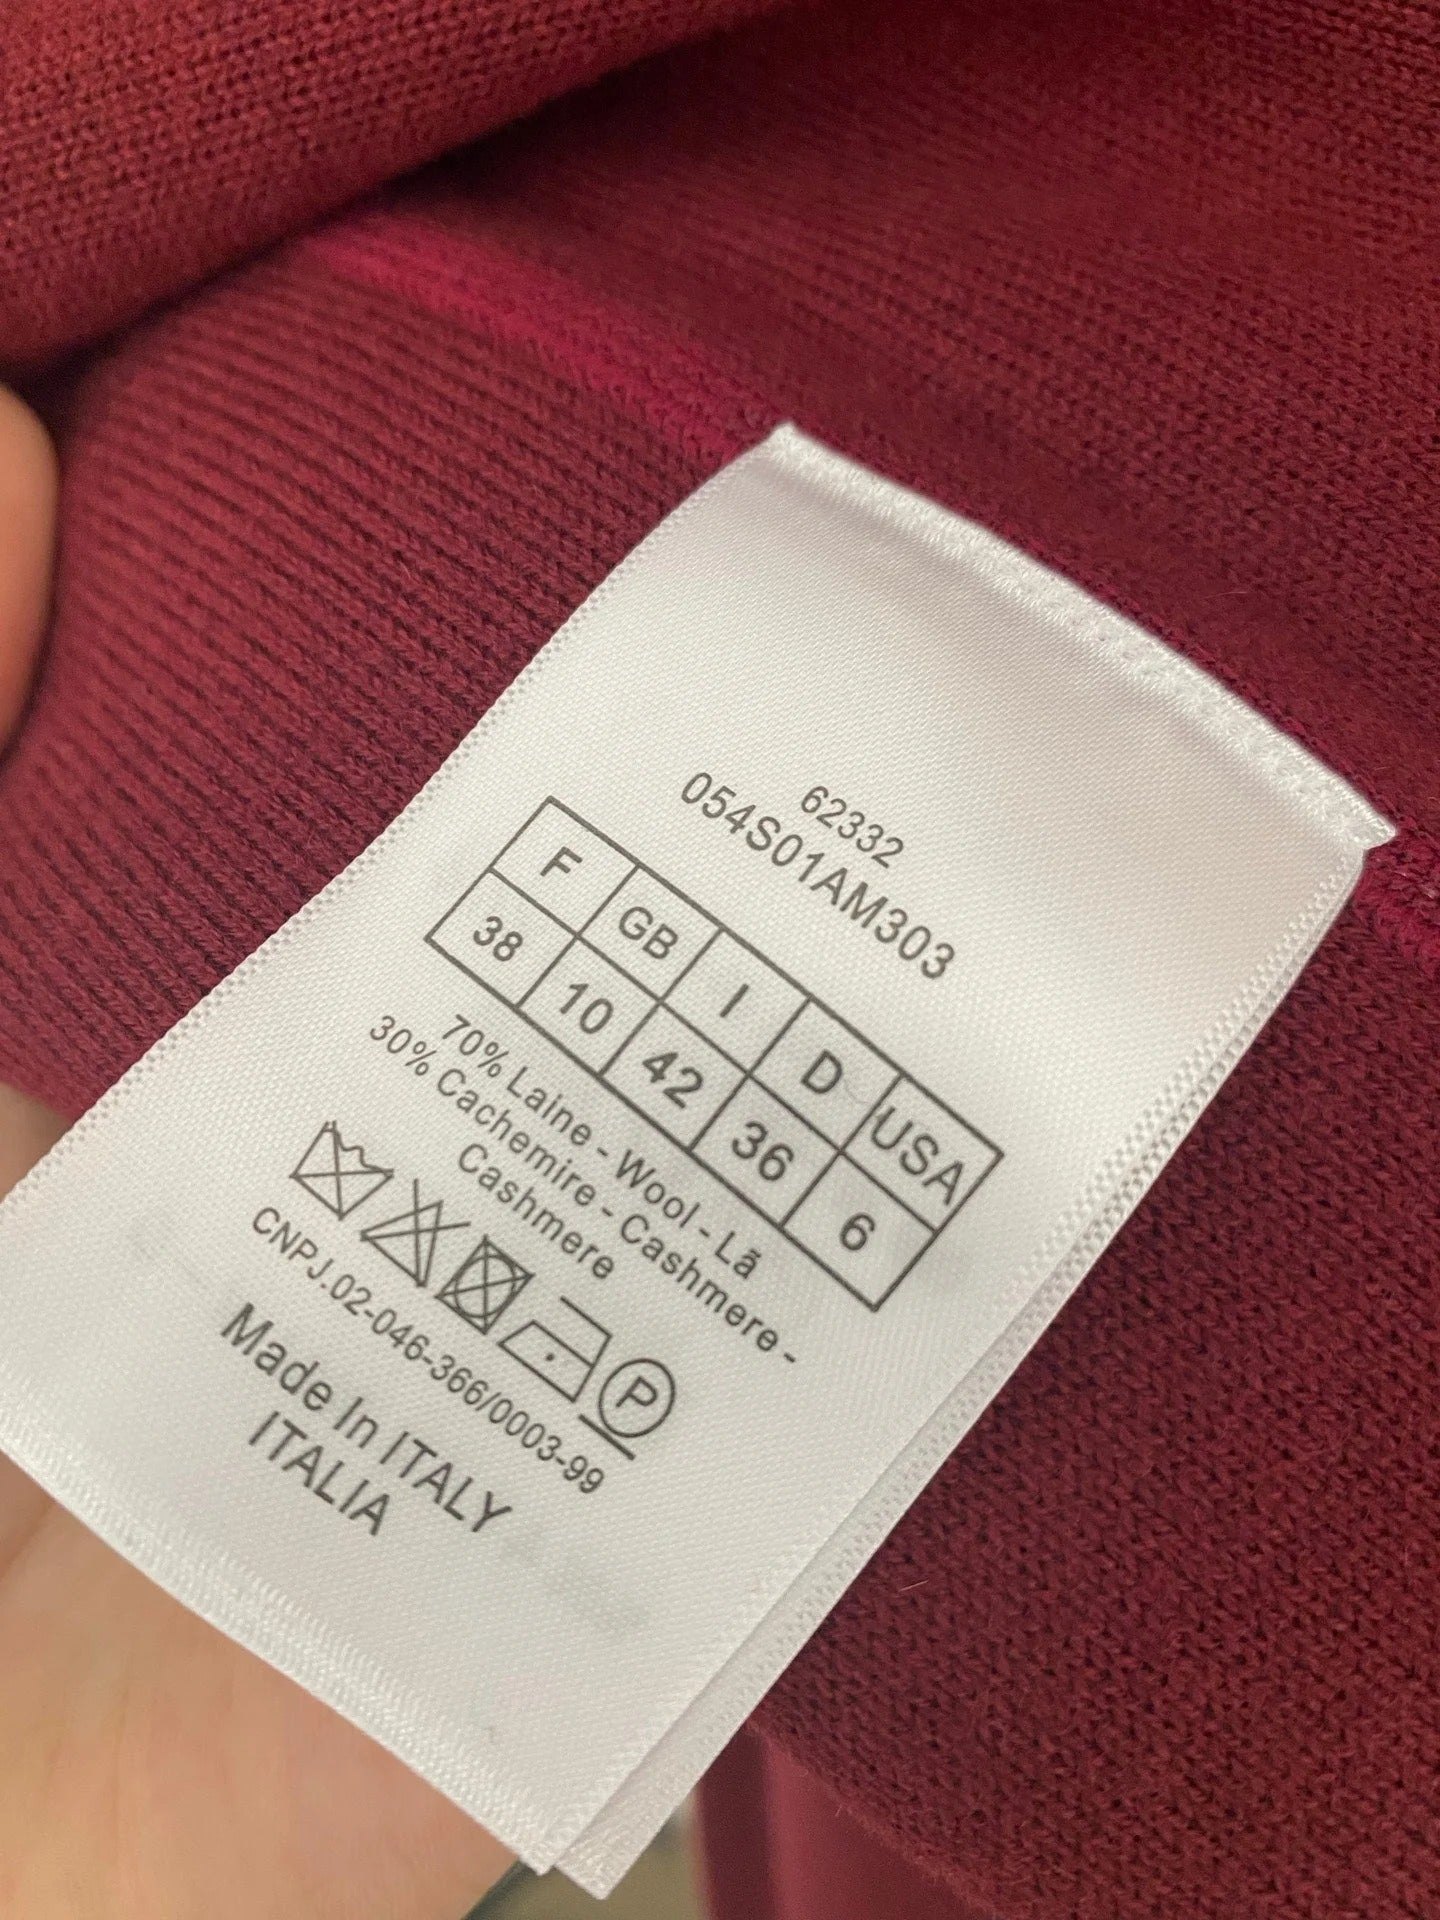 62332
054S01AM303
F GB I D USA
38 10 42 36 6
70% Laine - Wool - Lã
30% Cachemire - Cashmere -
Cashmere
P
CNPJ.02-046-366/0003-99
Made In ITALY
ITALIA